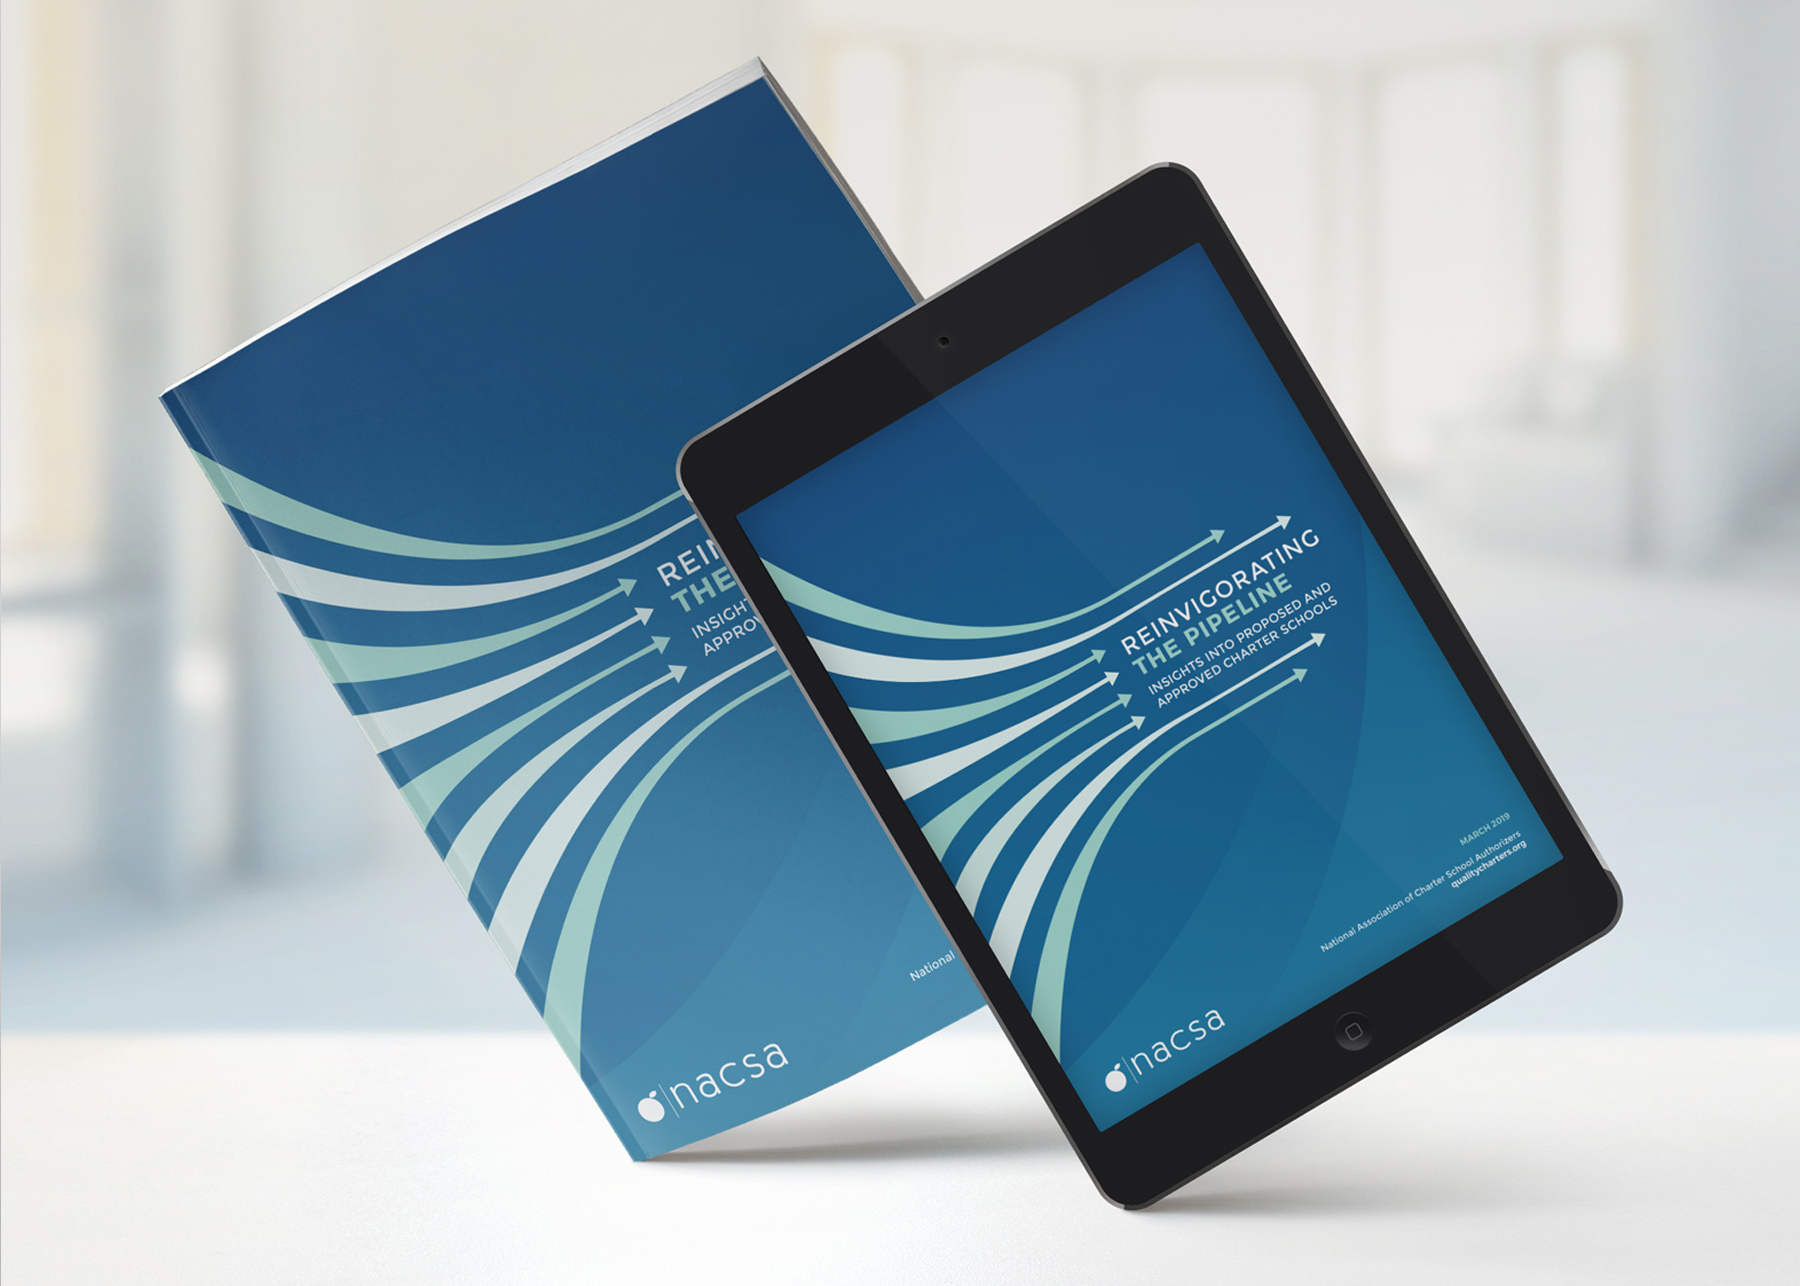 REIN
THE
INSIGHT
APPROV
National
nacsa
REINVIGORATING
THE PIPELINE
INSIGHTS INTO PROPOSED AND
APPROVED CHARTER SCHOOLS
MARCH 2019
National Association of Charter School Authorizers
qualitycharters.org
nacsa